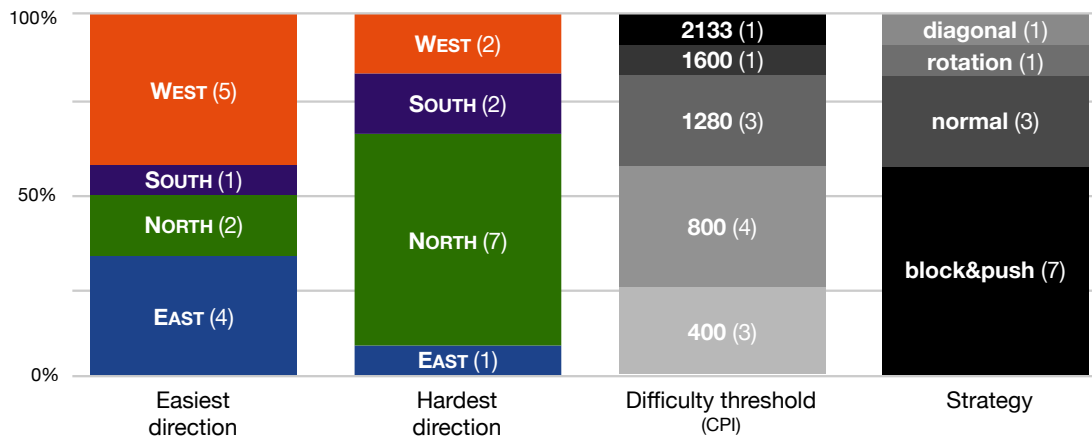 100%
50%
0%
WEST (5)
SOUTH (1)
NORTH (2)
EAST (4)
Easiest
direction
WEST (2)
SOUTH (2)
NORTH (7)
EAST (1)
Hardest
direction
2133 (1)
1600 (1)
1280 (3)
800 (4)
400 (3)
Difficulty threshold
(CPI)
diagonal (1)
rotation (1)
normal (3)
block&push (7)
Strategy